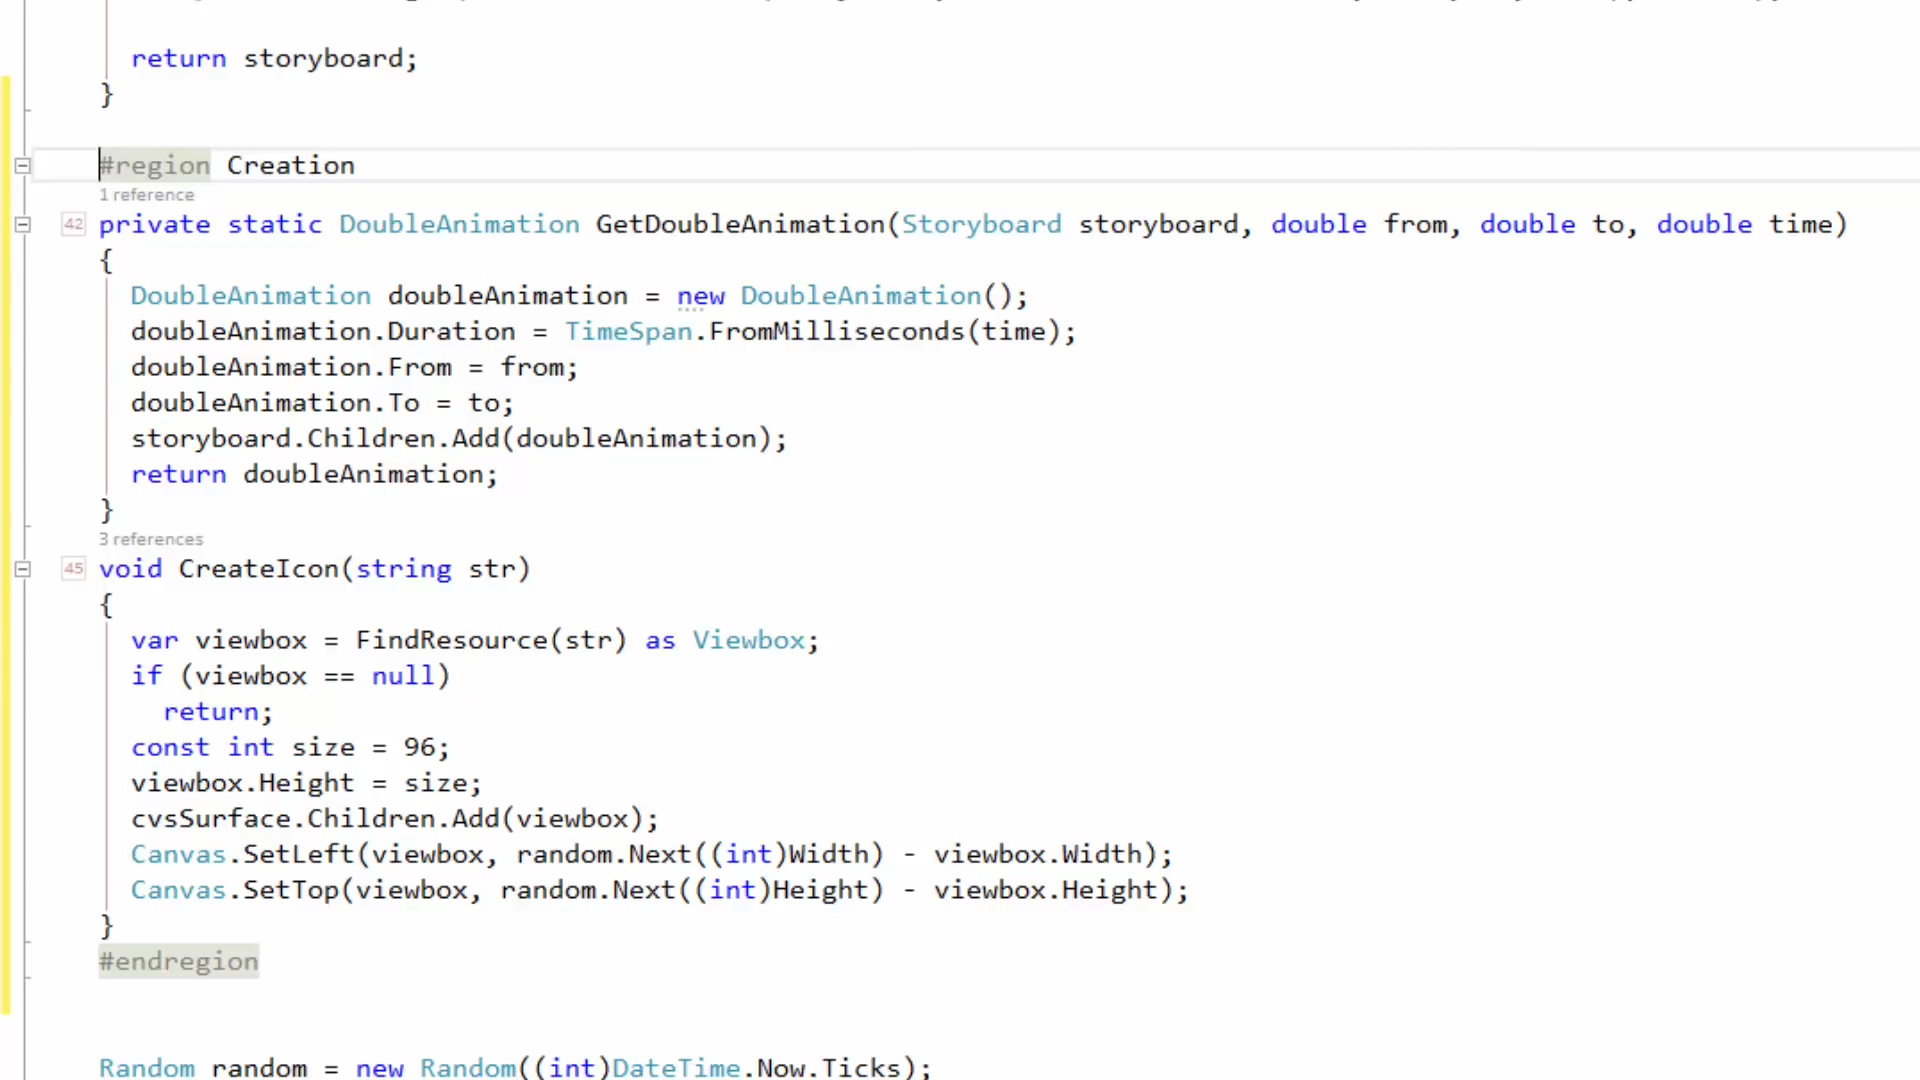 return storyboard;
}
#region Creation
1 reference
42 private static DoubleAnimation GetDoubleAnimation(Storyboard storyboard, double from, double to, double time)
{
DoubleAnimation doubleAnimation = new DoubleAnimation();
doubleAnimation.Duration = TimeSpan.FromMilliseconds(time);
doubleAnimation.From = from;
doubleAnimation.To = to;
storyboard.Children.Add(doubleAnimation);
return doubleAnimation;
}
3 references
45 void CreateIcon(string str)
{
var viewbox = FindResource(str) as Viewbox;
if (viewbox == null)
return;
const int size = 96;
viewbox.Height = size;
cvsSurface.Children.Add(viewbox);
Canvas.SetLeft(viewbox, random.Next((int)Width) - viewbox.Width);
Canvas.SetTop(viewbox, random.Next((int)Height) - viewbox.Height);
}
#endregion
Random random = new Random((int)DateTime.Now.Ticks);